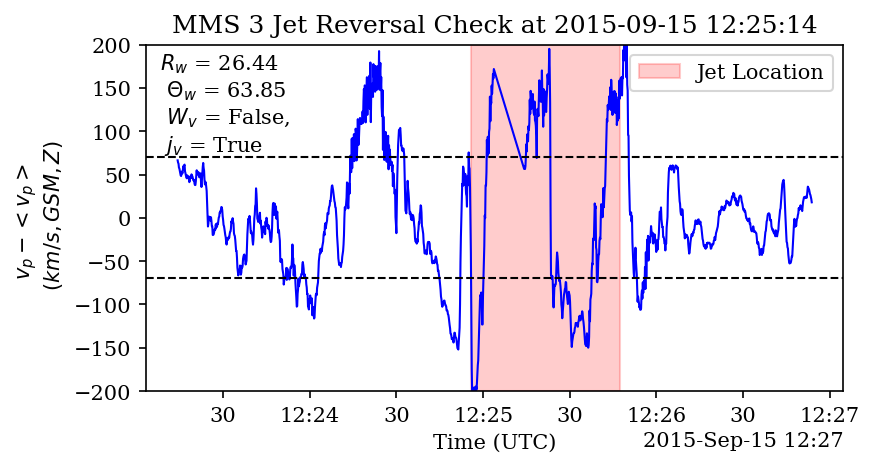 MMS 3 Jet Reversal Check at 2015-09-15 12:25:14
200
150
100
50
0
−50
−100
−150
−200
v_p − < v_p >
(km/s, GSM, Z)
R_w = 26.44
Θ_w = 63.85
W_v = False,
j_v = True
Jet Location
30 12:24 30 12:25 30 12:26 30 12:27
Time (UTC)
2015-Sep-15 12:27